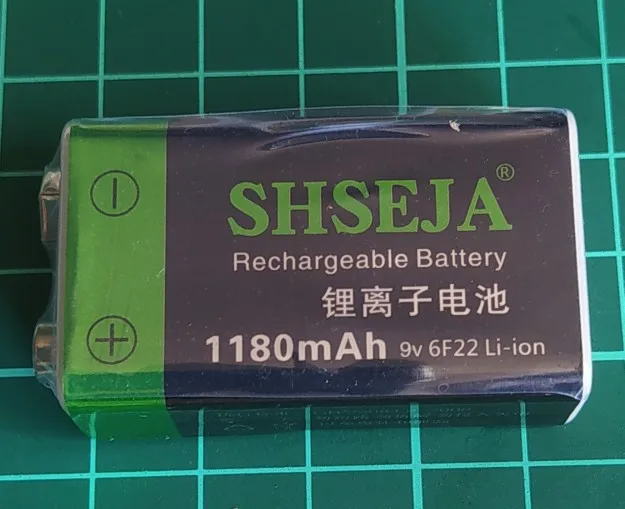 SHSEJA®
Rechargeable Battery
锂离子电池
1180mAh 9v 6F22 Li-ion